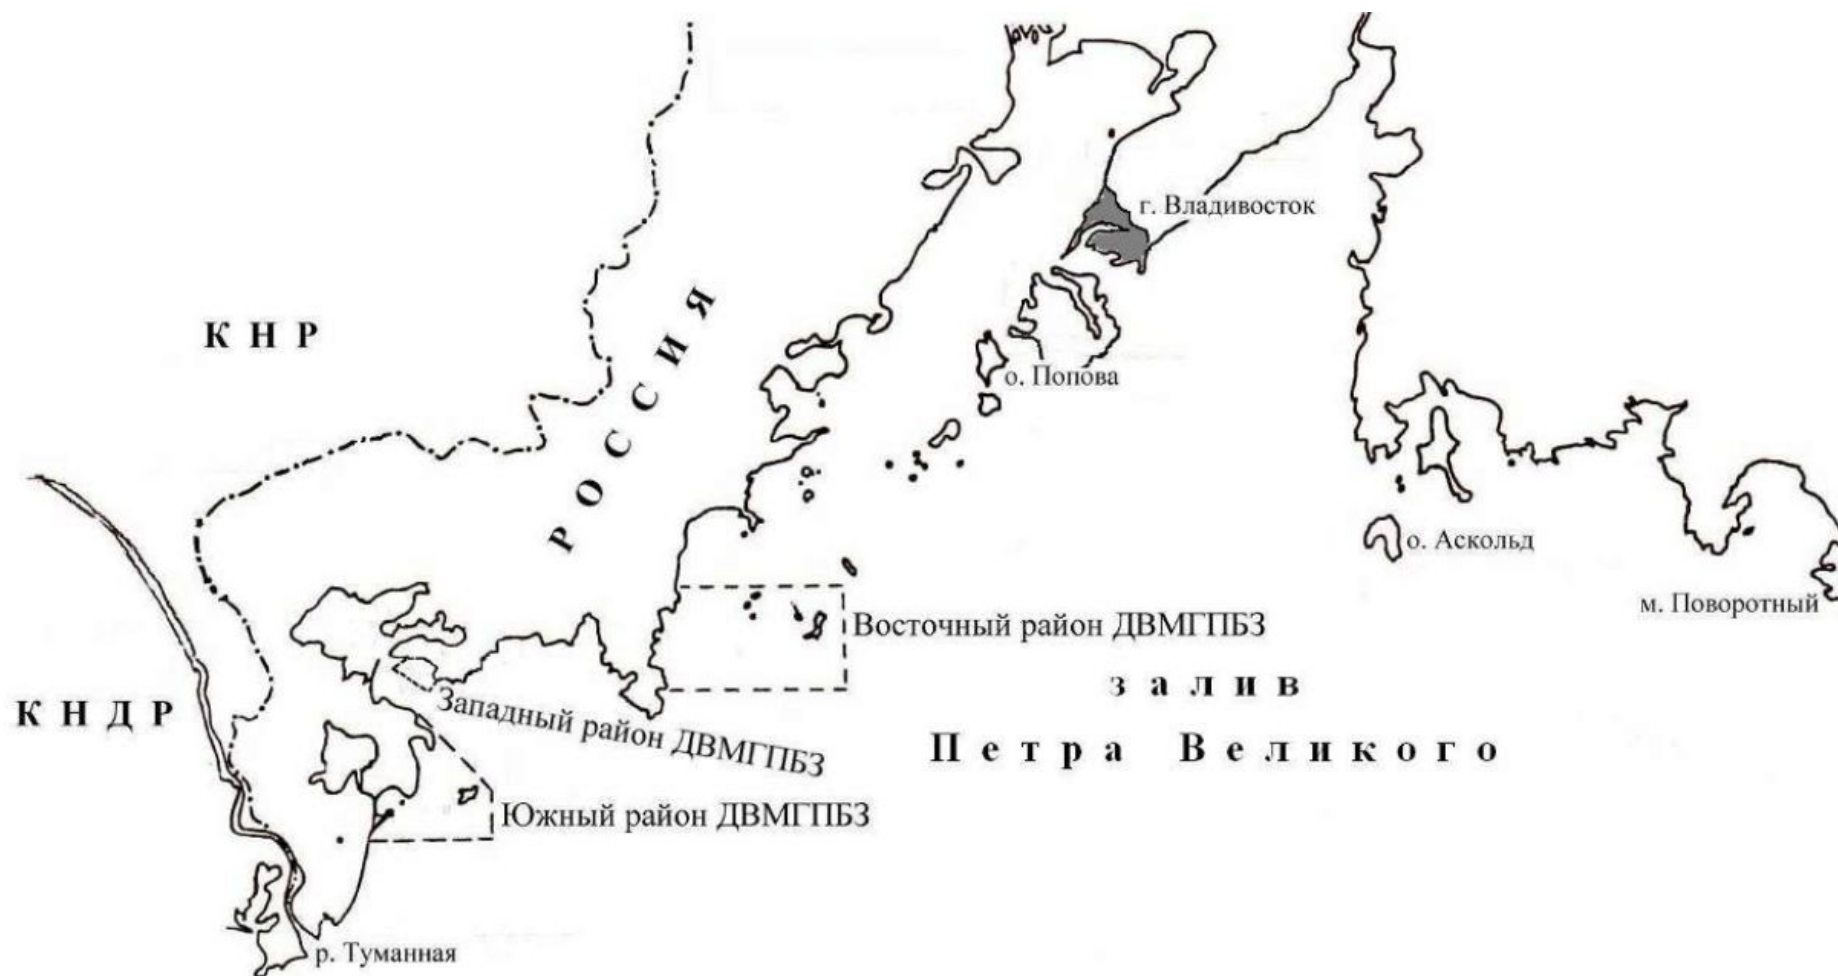 г. Владивосток
К Н Р
Р О С С И Я
о. Попова
о. Аскольд
м. Поворотный
Восточный район ДВМГПБЗ
К Н Д Р
Западный район ДВМГПБЗ
з а л и в
П е т р а В е л и к о г о
Южный район ДВМГПБЗ
р. Туманная